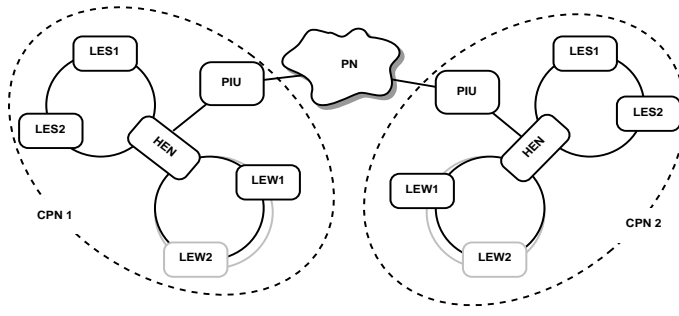 LES1
PIU
PN
LES1
LES2
PIU
LES2
HEN
HEN
LEW1
LEW1
CPN 1
CPN 2
LEW2
LEW2